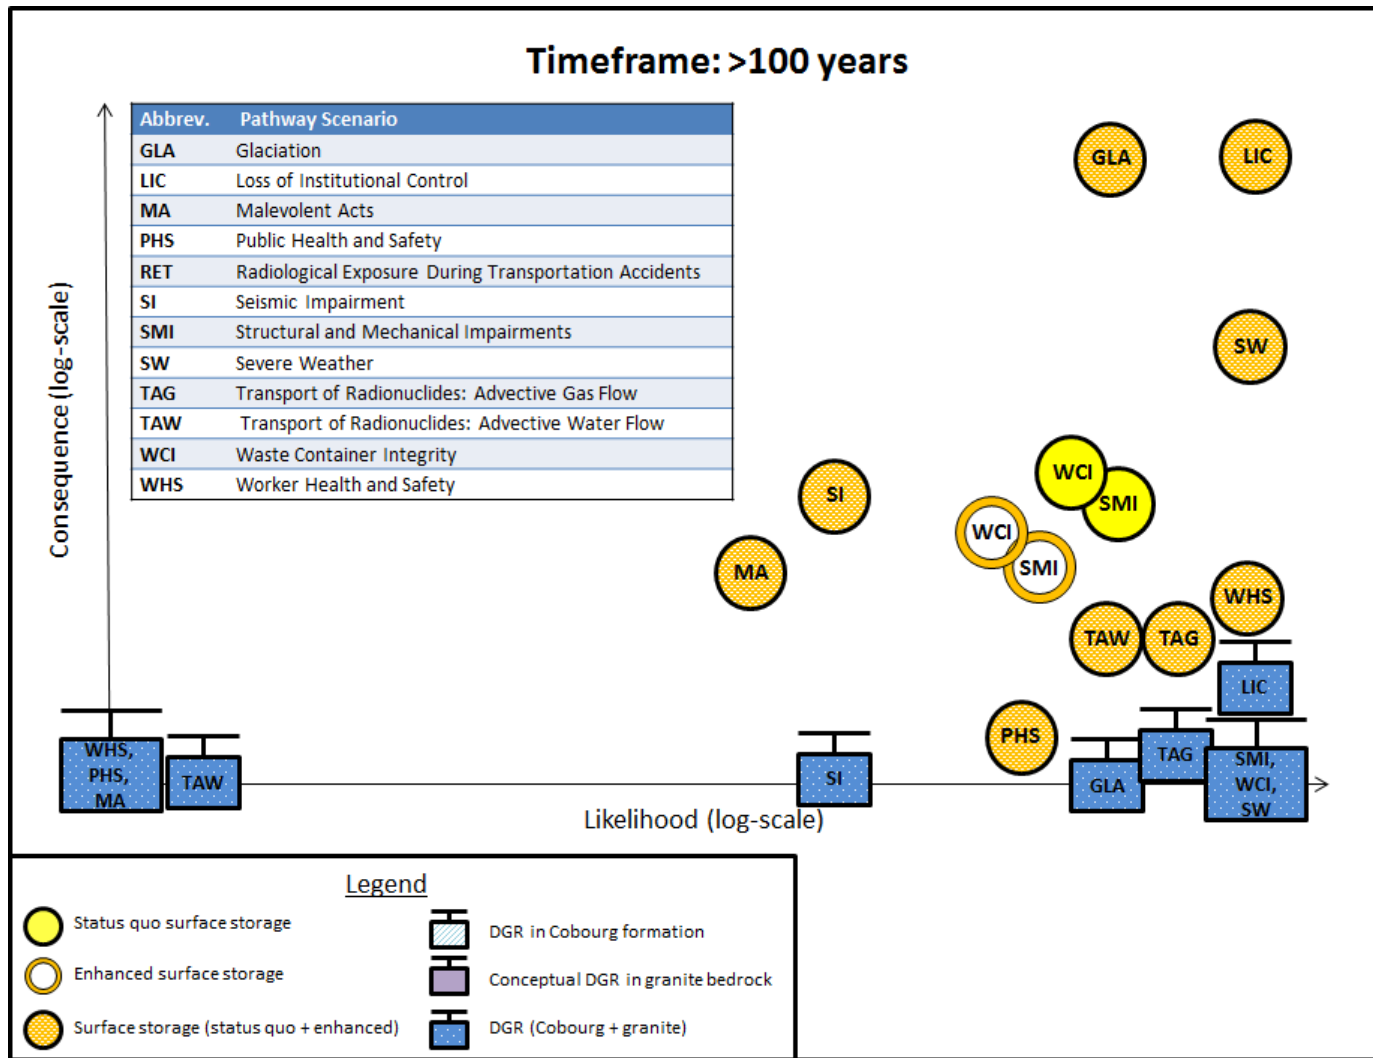 Timeframe: >100 years
Consequence (log-scale)
Abbrev. Pathway Scenario
GLA Glaciation
LIC Loss of Institutional Control
MA Malevolent Acts
PHS Public Health and Safety
RET Radiological Exposure During Transportation Accidents
SI Seismic Impairment
SMI Structural and Mechanical Impairments
SW Severe Weather
TAG Transport of Radionuclides: Advective Gas Flow
TAW Transport of Radionuclides: Advective Water Flow
WCI Waste Container Integrity
WHS Worker Health and Safety
GLA
LIC
SW
WCI
SMI
SI
WCI
SMI
MA
WHS
TAW
TAG
LIC
PHS
WHS,
PHS,
MA
TAW
SI
GLA
TAG
SMI,
WCI,
SW
Likelihood (log-scale)
Legend
Status quo surface storage
Enhanced surface storage
Surface storage (status quo + enhanced)
DGR in Cobourg formation
Conceptual DGR in granite bedrock
DGR (Cobourg + granite)